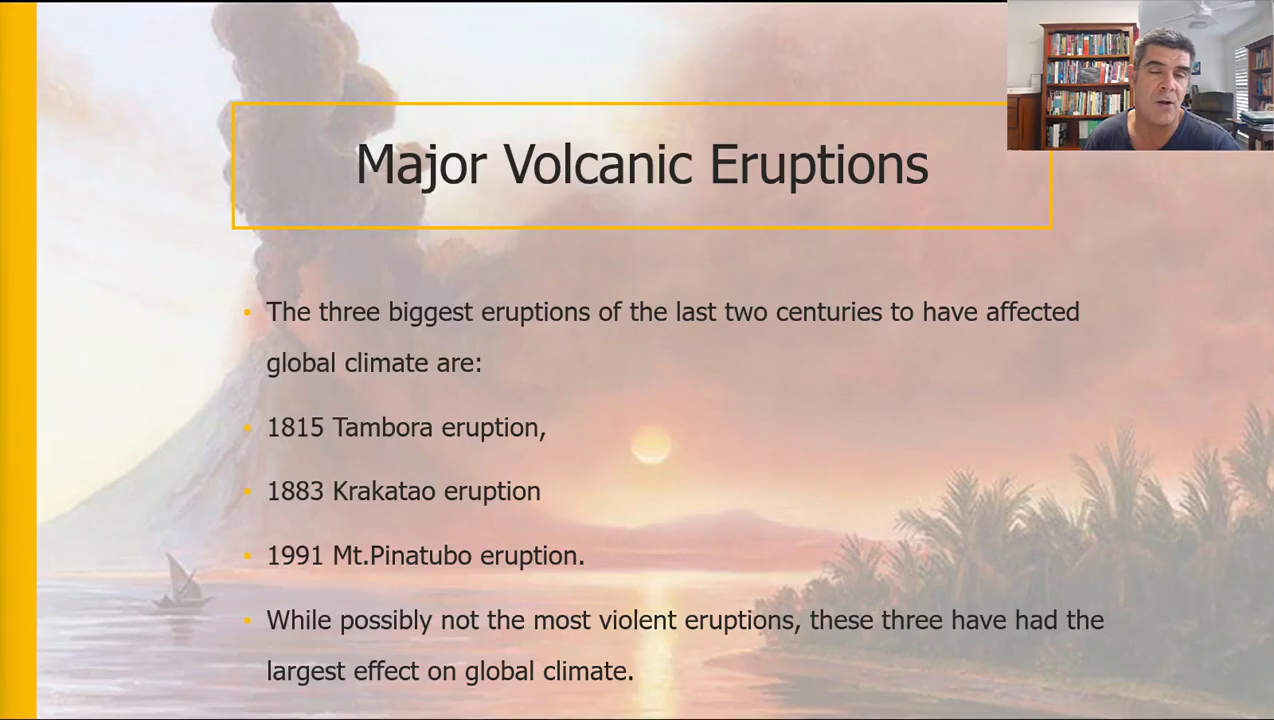 Major Volcanic Eruptions
The three biggest eruptions of the last two centuries to have affected
global climate are:
1815 Tambora eruption,
1883 Krakatao eruption
1991 Mt.Pinatubo eruption.
While possibly not the most violent eruptions, these three have had the
largest effect on global climate.